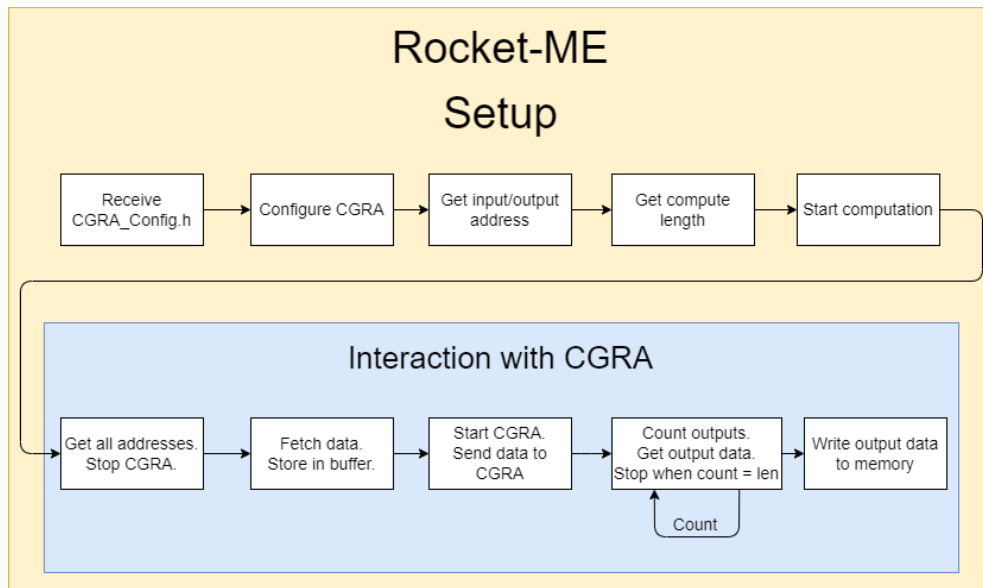 Rocket-ME
Setup
Receive
CGRA_Config.h
Configure CGRA
Get input/output
address
Get compute
length
Start computation
Interaction with CGRA
Get all addresses.
Stop CGRA.
Fetch data.
Store in buffer.
Start CGRA.
Send data to
CGRA
Count outputs.
Get output data.
Stop when count = len
Write output data
to memory
Count